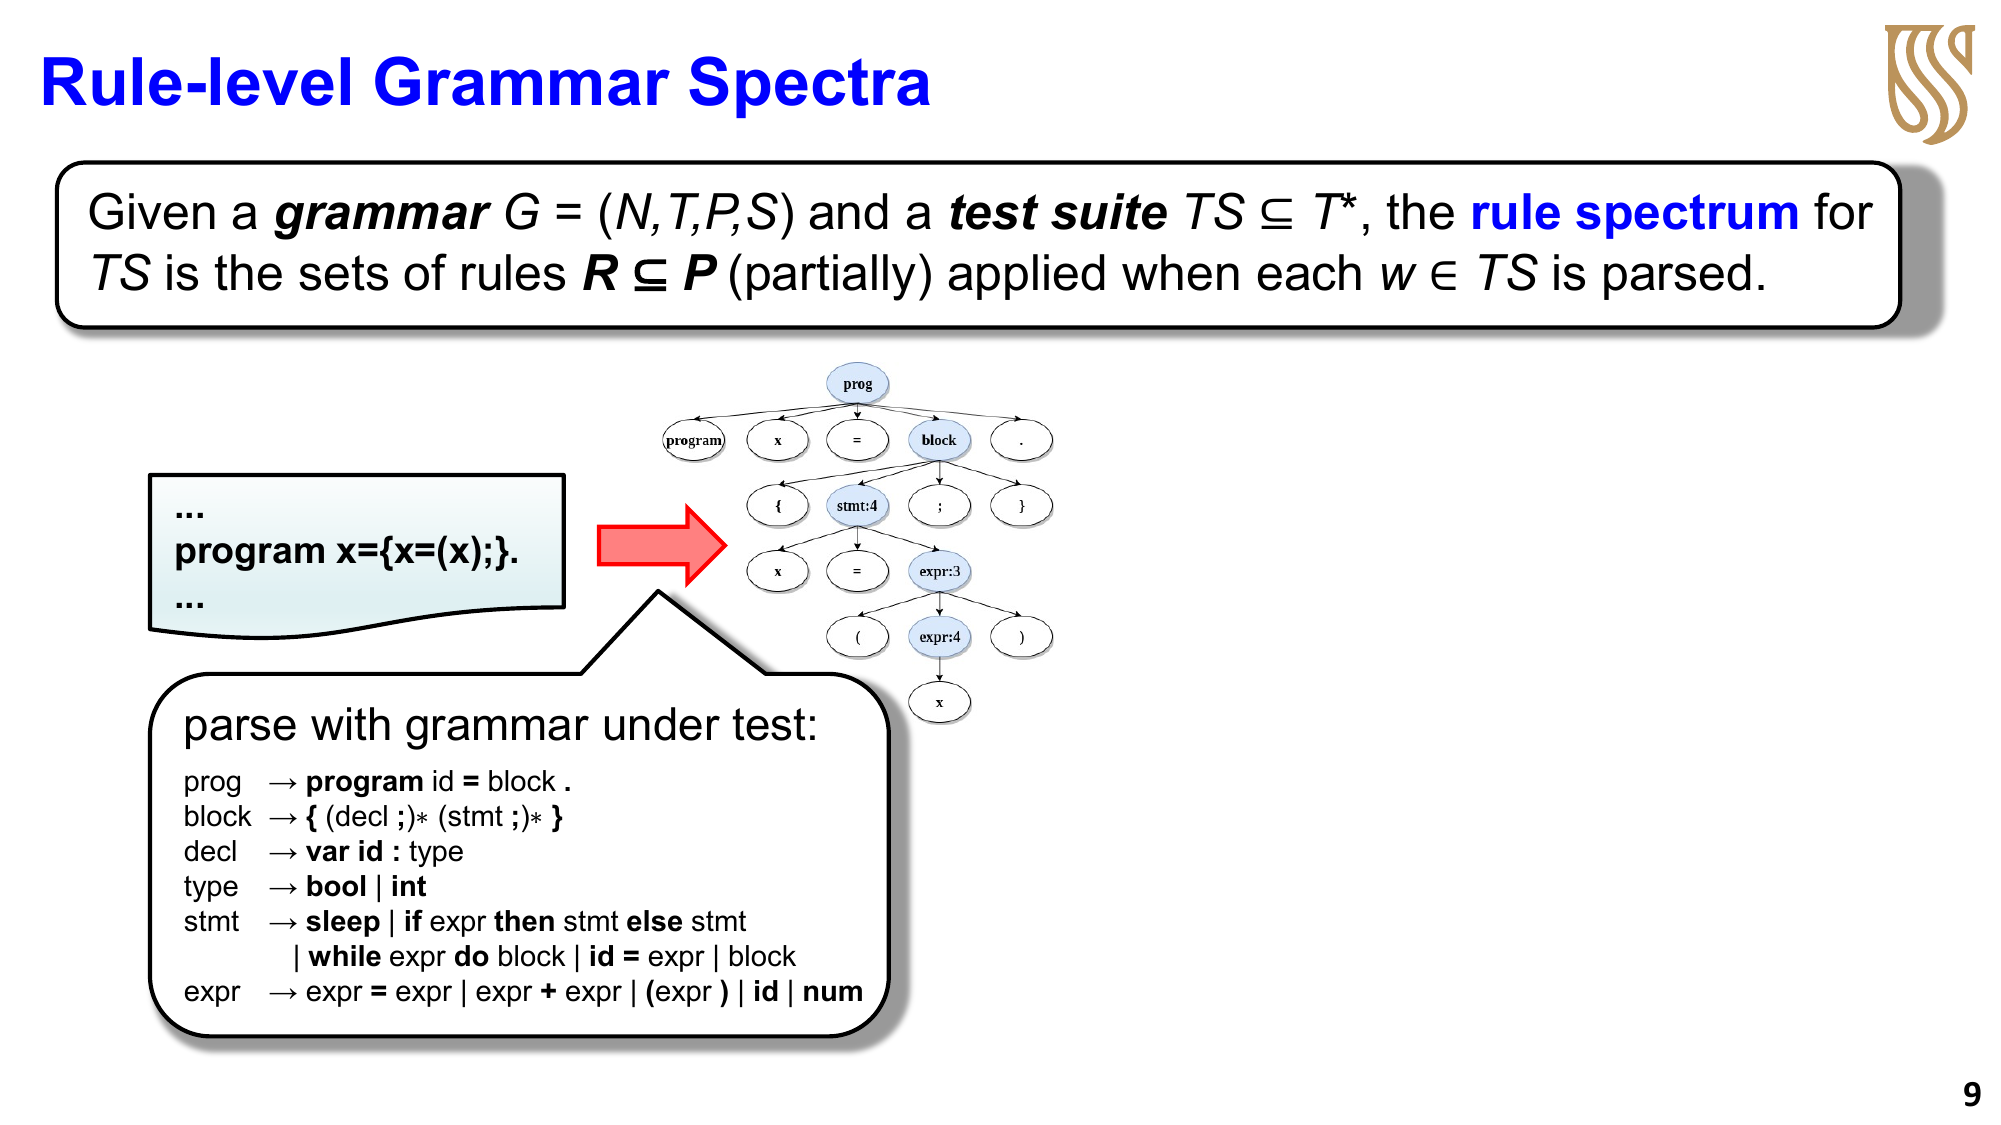 Rule-level Grammar Spectra
Given a grammar G = (N,T,P,S) and a test suite TS ⊆ T*, the rule spectrum for
TS is the sets of rules R ⊆ P (partially) applied when each w ∈ TS is parsed.
prog
program x = block .
{ stmt:4 ; }
x = expr:3
( expr:4 )
x
...
program x={x=(x);}.
...
parse with grammar under test:
prog → program id = block .
block → { (decl ;)* (stmt ;)* }
decl → var id : type
type → bool | int
stmt → sleep | if expr then stmt else stmt
| while expr do block | id = expr | block
expr → expr = expr | expr + expr | (expr ) | id | num
9